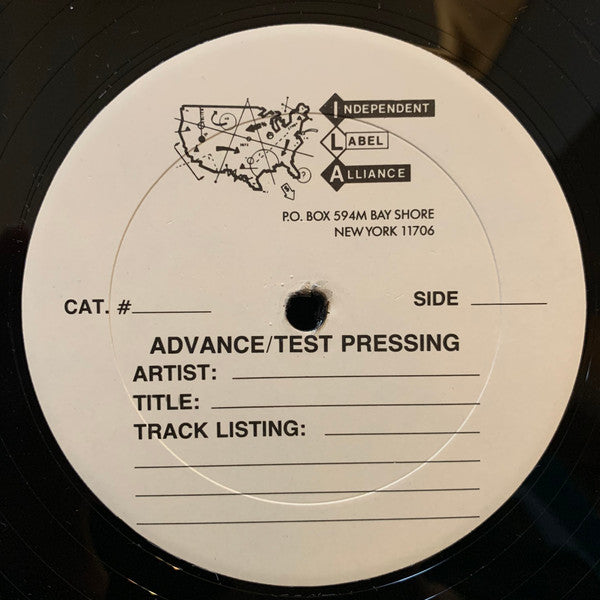 INDEPENDENT
LABEL
ALLIANCE
P.O. BOX 594M BAY SHORE
NEW YORK 11706
CAT. #
SIDE
ADVANCE/TEST PRESSING
ARTIST:
TITLE:
TRACK LISTING: